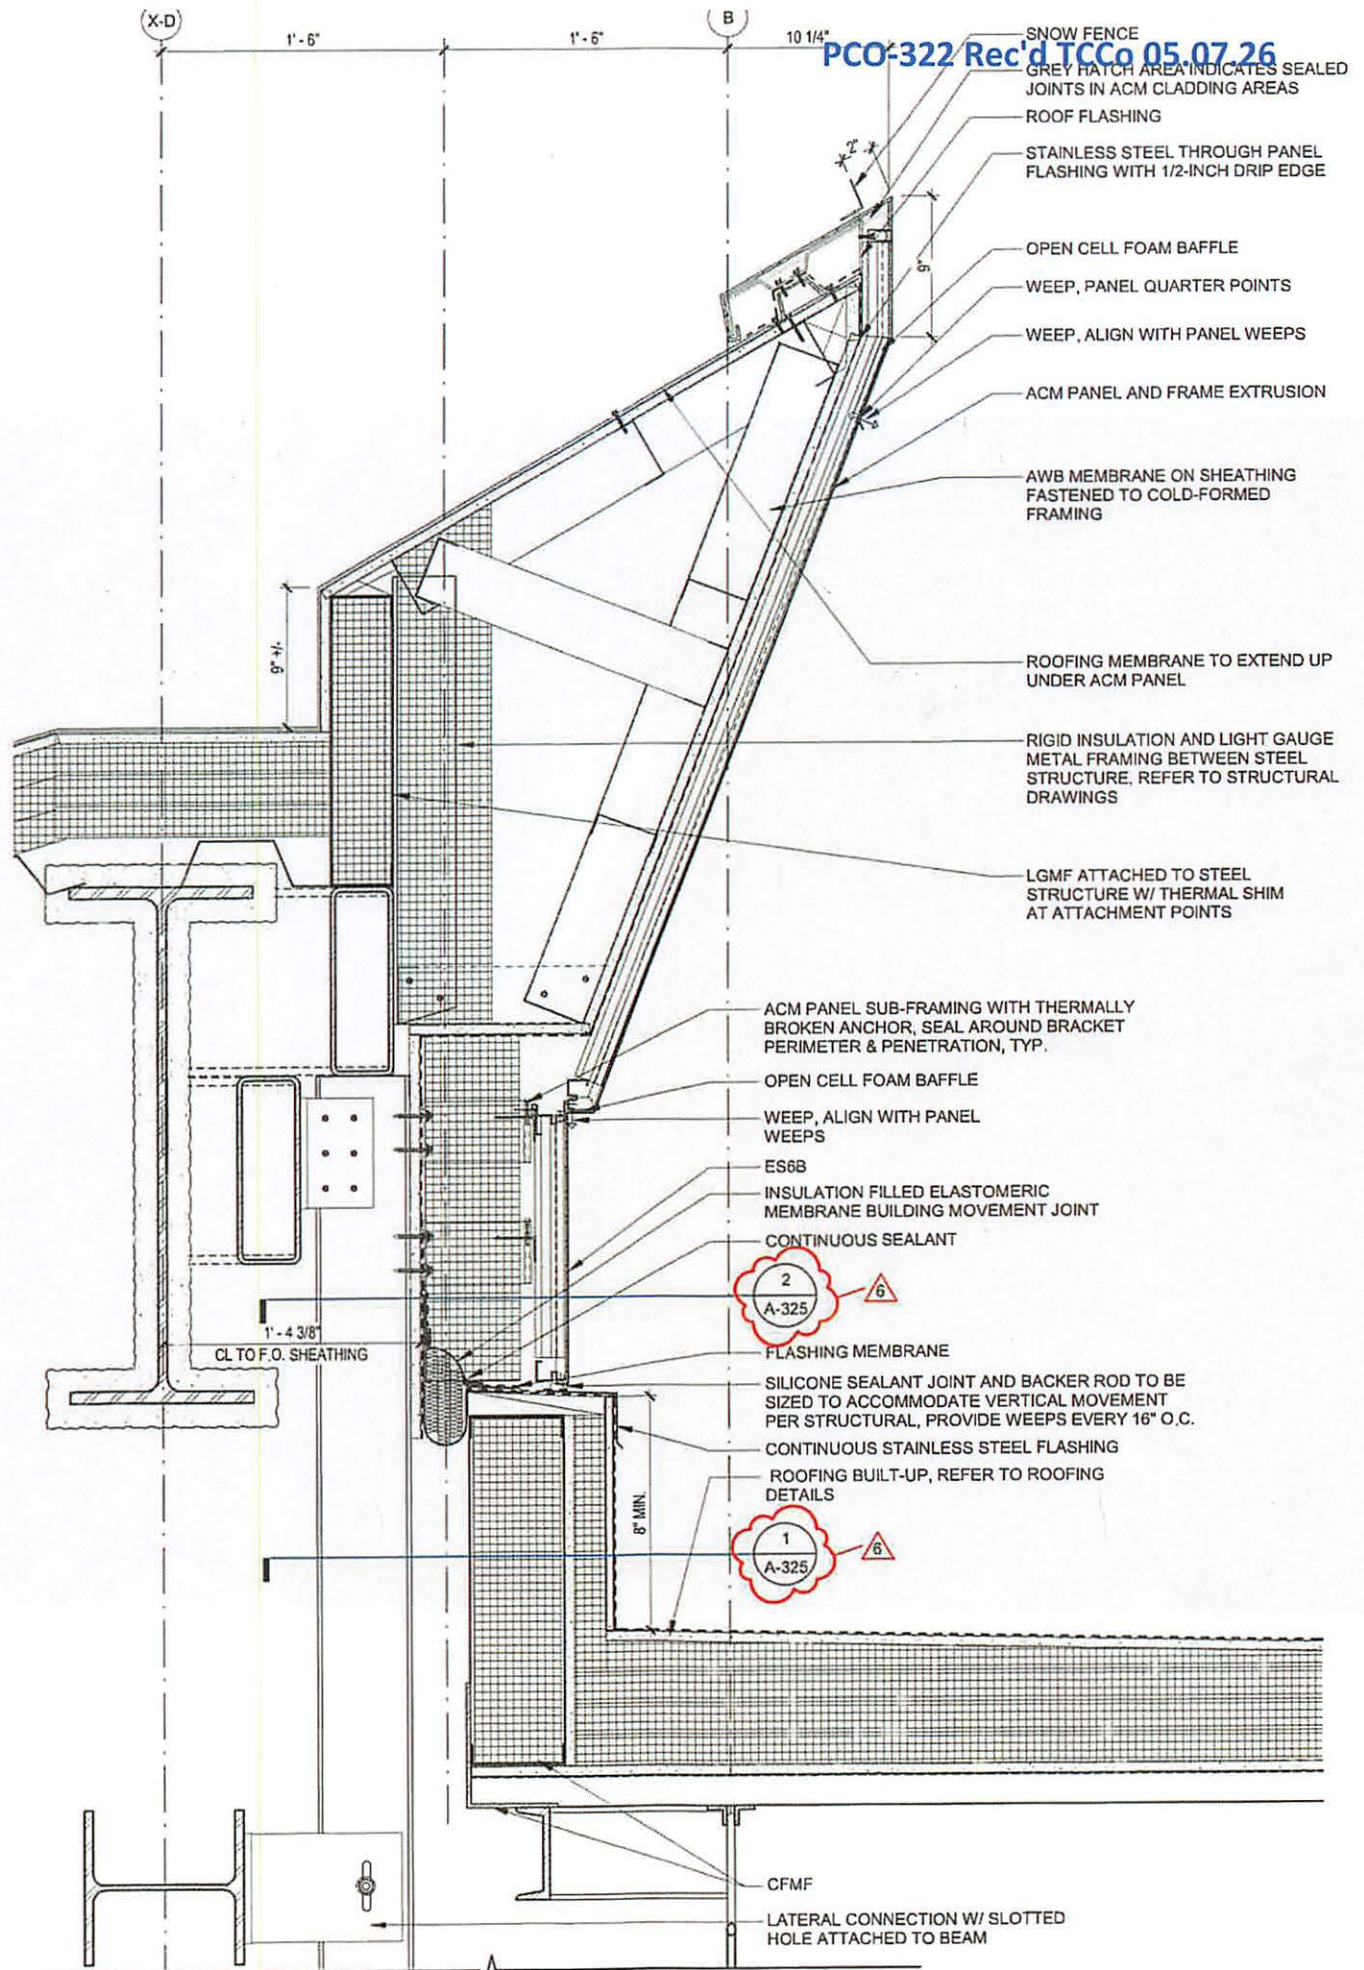 X-D
B
1' - 6"
1' - 6"
10 1/4"
SNOW FENCE
PCO-322 Rec'd TCCo 05.07.26
GREY HATCH AREA INDICATES SEALED
JOINTS IN ACM CLADDING AREAS
ROOF FLASHING
2"
STAINLESS STEEL THROUGH PANEL
FLASHING WITH 1/2-INCH DRIP EDGE
OPEN CELL FOAM BAFFLE
WEEP, PANEL QUARTER POINTS
WEEP, ALIGN WITH PANEL WEEPS
ACM PANEL AND FRAME EXTRUSION
AWB MEMBRANE ON SHEATHING
FASTENED TO COLD-FORMED
FRAMING
9" +/-
ROOFING MEMBRANE TO EXTEND UP
UNDER ACM PANEL
RIGID INSULATION AND LIGHT GAUGE
METAL FRAMING BETWEEN STEEL
STRUCTURE, REFER TO STRUCTURAL
DRAWINGS
LGMF ATTACHED TO STEEL
STRUCTURE W/ THERMAL SHIM
AT ATTACHMENT POINTS
ACM PANEL SUB-FRAMING WITH THERMALLY
BROKEN ANCHOR, SEAL AROUND BRACKET
PERIMETER & PENETRATION, TYP.
OPEN CELL FOAM BAFFLE
WEEP, ALIGN WITH PANEL
WEEPS
ES6B
INSULATION FILLED ELASTOMERIC
MEMBRANE BUILDING MOVEMENT JOINT
CONTINUOUS SEALANT
2
A-325
6
1' - 4 3/8"
CL TO F.O. SHEATHING
FLASHING MEMBRANE
SILICONE SEALANT JOINT AND BACKER ROD TO BE
SIZED TO ACCOMMODATE VERTICAL MOVEMENT
PER STRUCTURAL, PROVIDE WEEPS EVERY 16" O.C.
CONTINUOUS STAINLESS STEEL FLASHING
ROOFING BUILT-UP, REFER TO ROOFING
DETAILS
8" MIN.
1
A-325
6
CFMF
LATERAL CONNECTION W/ SLOTTED
HOLE ATTACHED TO BEAM